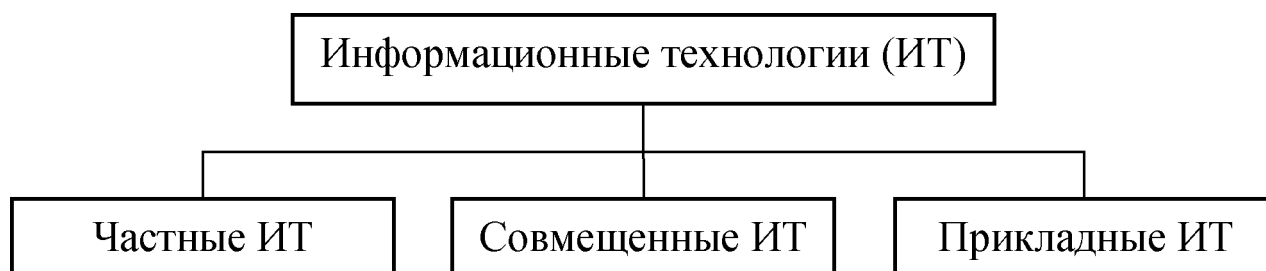 Информационные технологии (ИТ)
Частные ИТ
Совмещенные ИТ
Прикладные ИТ